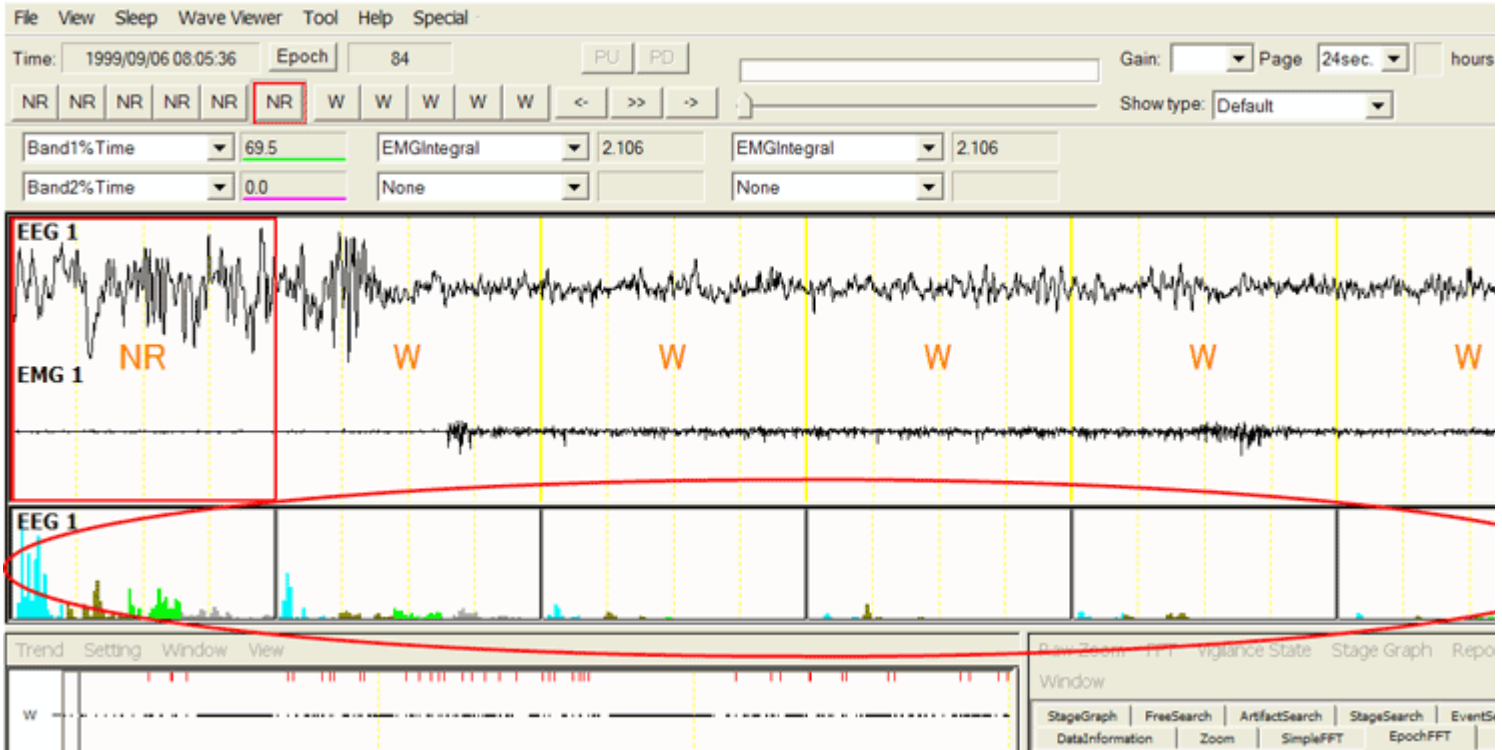 File View Sleep Wave Viewer Tool Help Special
Time: 1999/09/06 08:05:36 Epoch 84 PU PD Gain: Page 24sec. hours
NR NR NR NR NR NR W W W W W <- >> -> Show type: Default
Band1%Time 69.5 EMGIntegral 2.106 EMGIntegral 2.106
Band2%Time 0.0 None None
EEG 1
NR W W W W W
EMG 1
EEG 1
Trend Setting Window View
Raw Zoom FFT Vigilance State Stage Graph Repo
Window
W
StageGraph FreeSearch ArtifactSearch StageSearch EventSe
DataInformation Zoom SimpleFFT EpochFFT